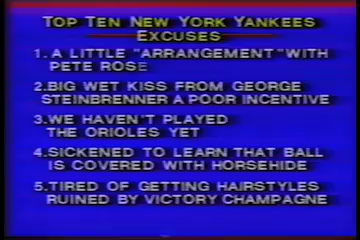 TOP TEN NEW YORK YANKEES
EXCUSES
1. A LITTLE "ARRANGEMENT" WITH
PETE ROSE
2. BIG WET KISS FROM GEORGE
STEINBRENNER A POOR INCENTIVE
3. WE HAVEN'T PLAYED
THE ORIOLES YET
4. SICKENED TO LEARN THAT BALL
IS COVERED WITH HORSEHIDE
5. TIRED OF GETTING HAIRSTYLES
RUINED BY VICTORY CHAMPAGNE